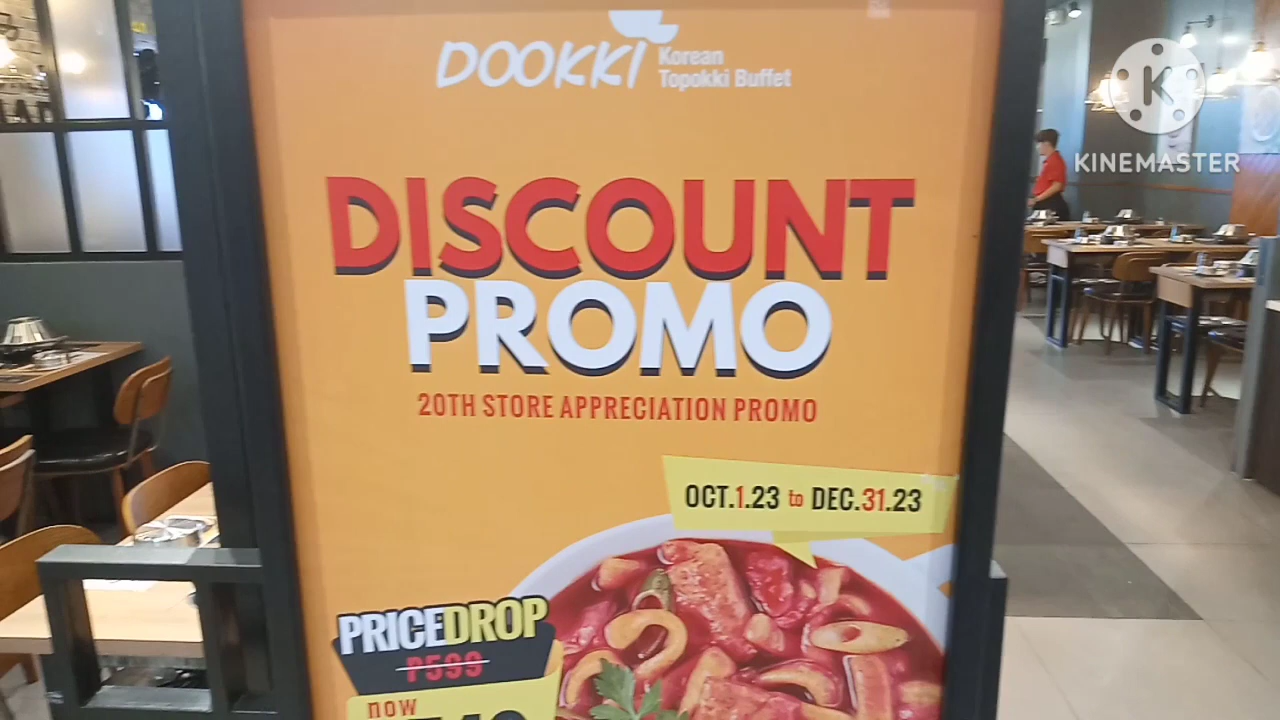 DOOKKI
Korean
Topokki Buffet
K
KINEMASTER
DISCOUNT
PROMO
20TH STORE APPRECIATION PROMO
OCT.1.23 to DEC.31.23
PRICEDROP
₱599
now